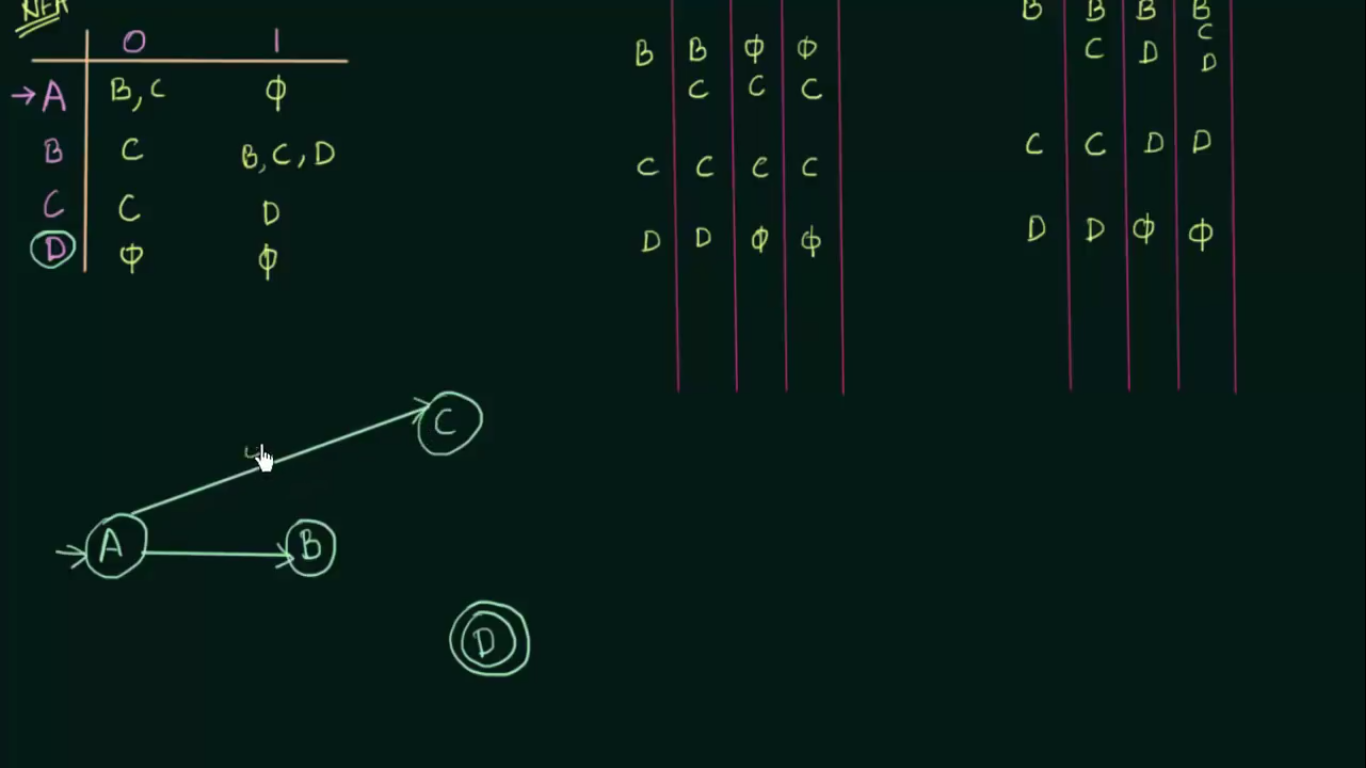 NFA
0 1
→A B,C Φ
B C B,C,D
C C D
D Φ Φ
B B Φ Φ
C C C
C C C C
D D Φ Φ
B B B B
C D C
D
C C D D
D D Φ Φ
C
A B
D